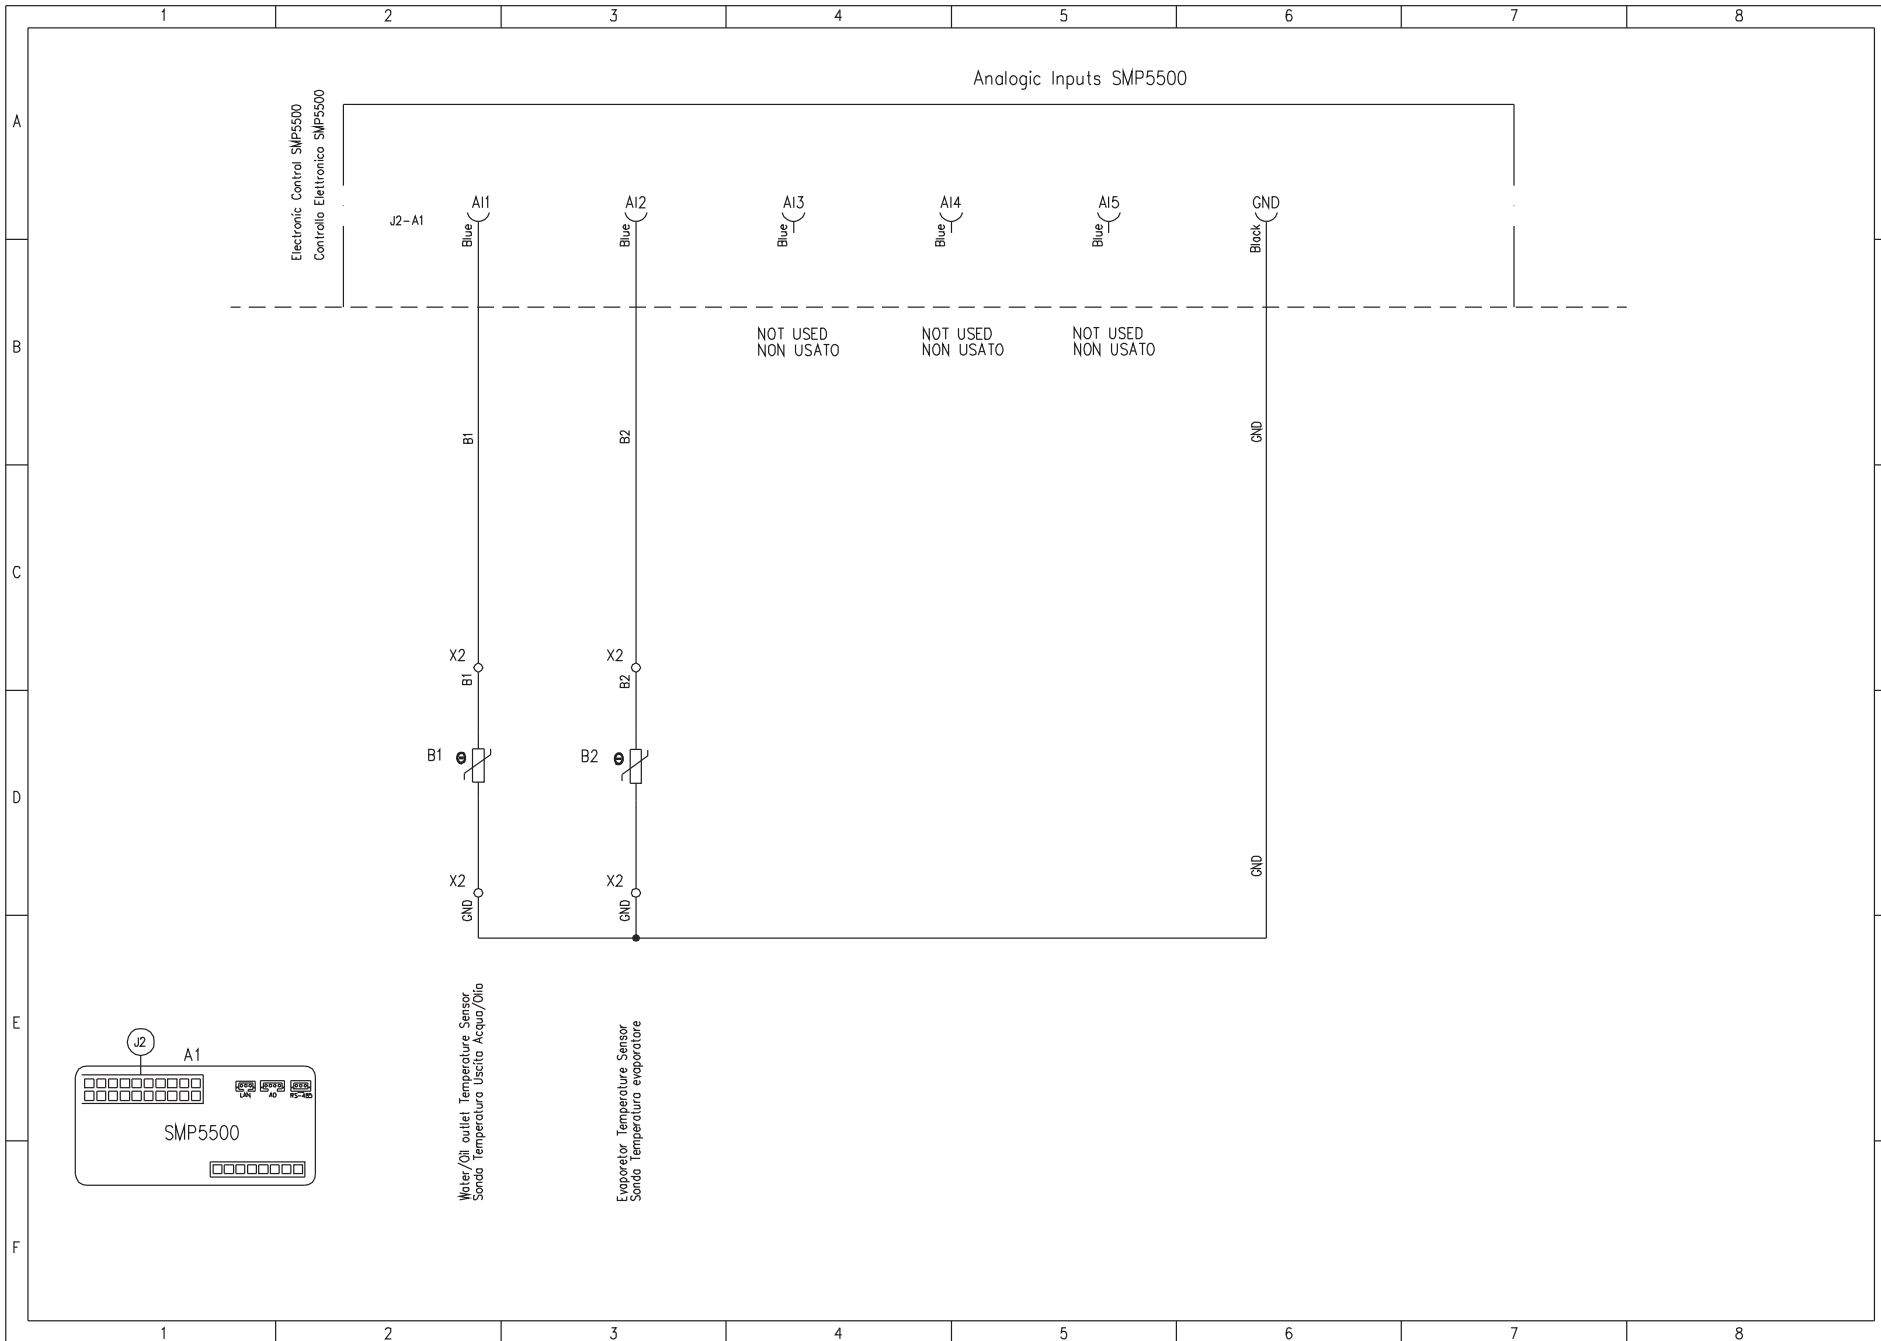 1 2 3 4 5 6 7 8
Analogic Inputs SMP5500
A
Electronic Control SMP5500
Controllo Elettronico SMP5500
J2-A1
AI1 AI2 AI3 AI4 AI5 GND
Blue Blue Blue Blue Blue Black
B
NOT USED NOT USED NOT USED
NON USATO NON USATO NON USATO
B1 B2 GND
C
X2 X2
B1 B2
B1 θ B2 θ
D
X2 X2 GND
GND GND
E
Water/Oil outlet Temperature Sensor
Sonda Temperatura Uscita Acqua/Olio
Evaporetor Temperature Sensor
Sonda Temperatura evaporatore
J2
A1
LAN AD RS-485
SMP5500
F
1 2 3 4 5 6 7 8